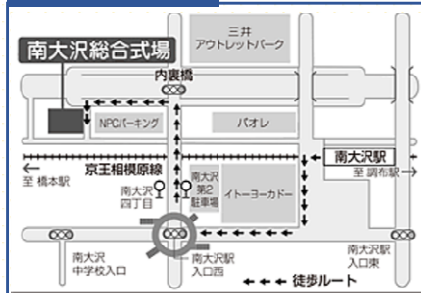 三井
アウトレットパーク
南大沢総合式場
内裏橋
NPCパーキング
パオレ
京王相模原線
南大沢駅
至 橋本駅
至 調布駅
南大沢
四丁目
南大沢
第2
駐車場
イトーヨーカドー
南大沢
中学校入口
南大沢駅
入口西
南大沢駅
入口東
徒歩ルート